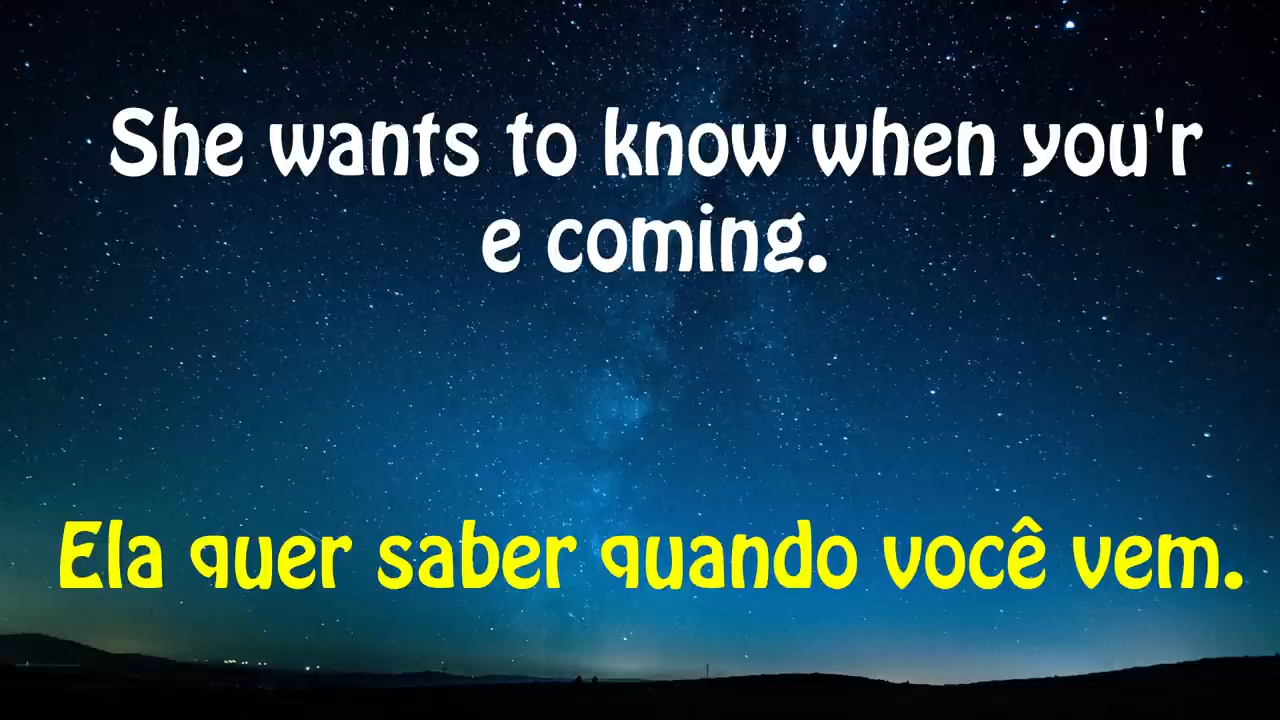 She wants to know when you'r
e coming.
Ela quer saber quando você vem.